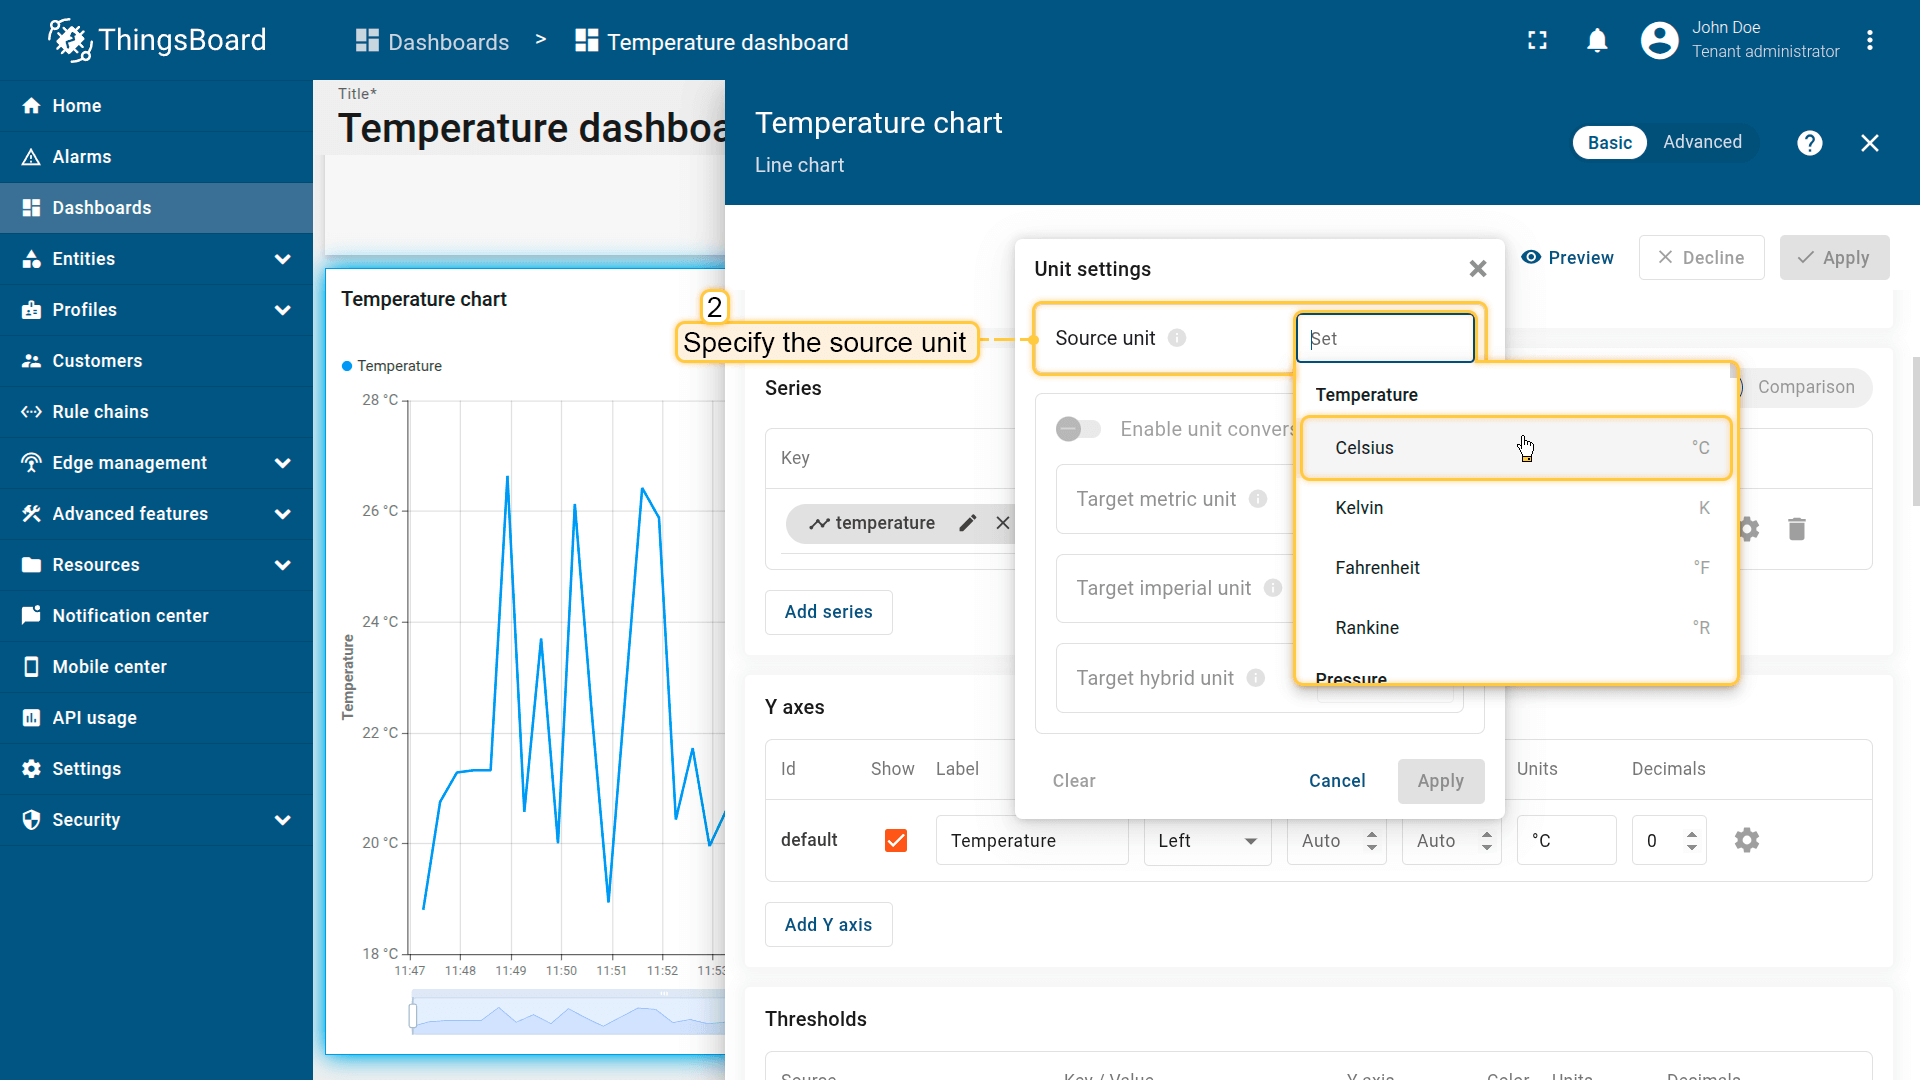 ThingsBoard
Dashboards > Temperature dashboard
John Doe
Tenant administrator
Home
Alarms
Dashboards
Entities
Profiles
Customers
Rule chains
Edge management
Advanced features
Resources
Notification center
Mobile center
API usage
Settings
Security
Title*
Temperature dashboa
Temperature chart
Temperature
28 °C
26 °C
24 °C
22 °C
20 °C
18 °C
Temperature
11:47 11:48 11:49 11:50 11:51 11:52 11:53
Temperature chart
Line chart
Basic Advanced
Preview Decline Apply
2
Specify the source unit
Unit settings
Source unit Set
Temperature
Celsius °C
Kelvin K
Fahrenheit °F
Rankine °R
Pressure
Enable unit convers
Target metric unit
Target imperial unit
Target hybrid unit
Clear Cancel Apply
Series
Comparison
Key
temperature
Add series
Y axes
Id Show Label Units Decimals
default Temperature Left Auto Auto °C 0
Add Y axis
Thresholds
Source Key / Value Y axis Color Units Decimals